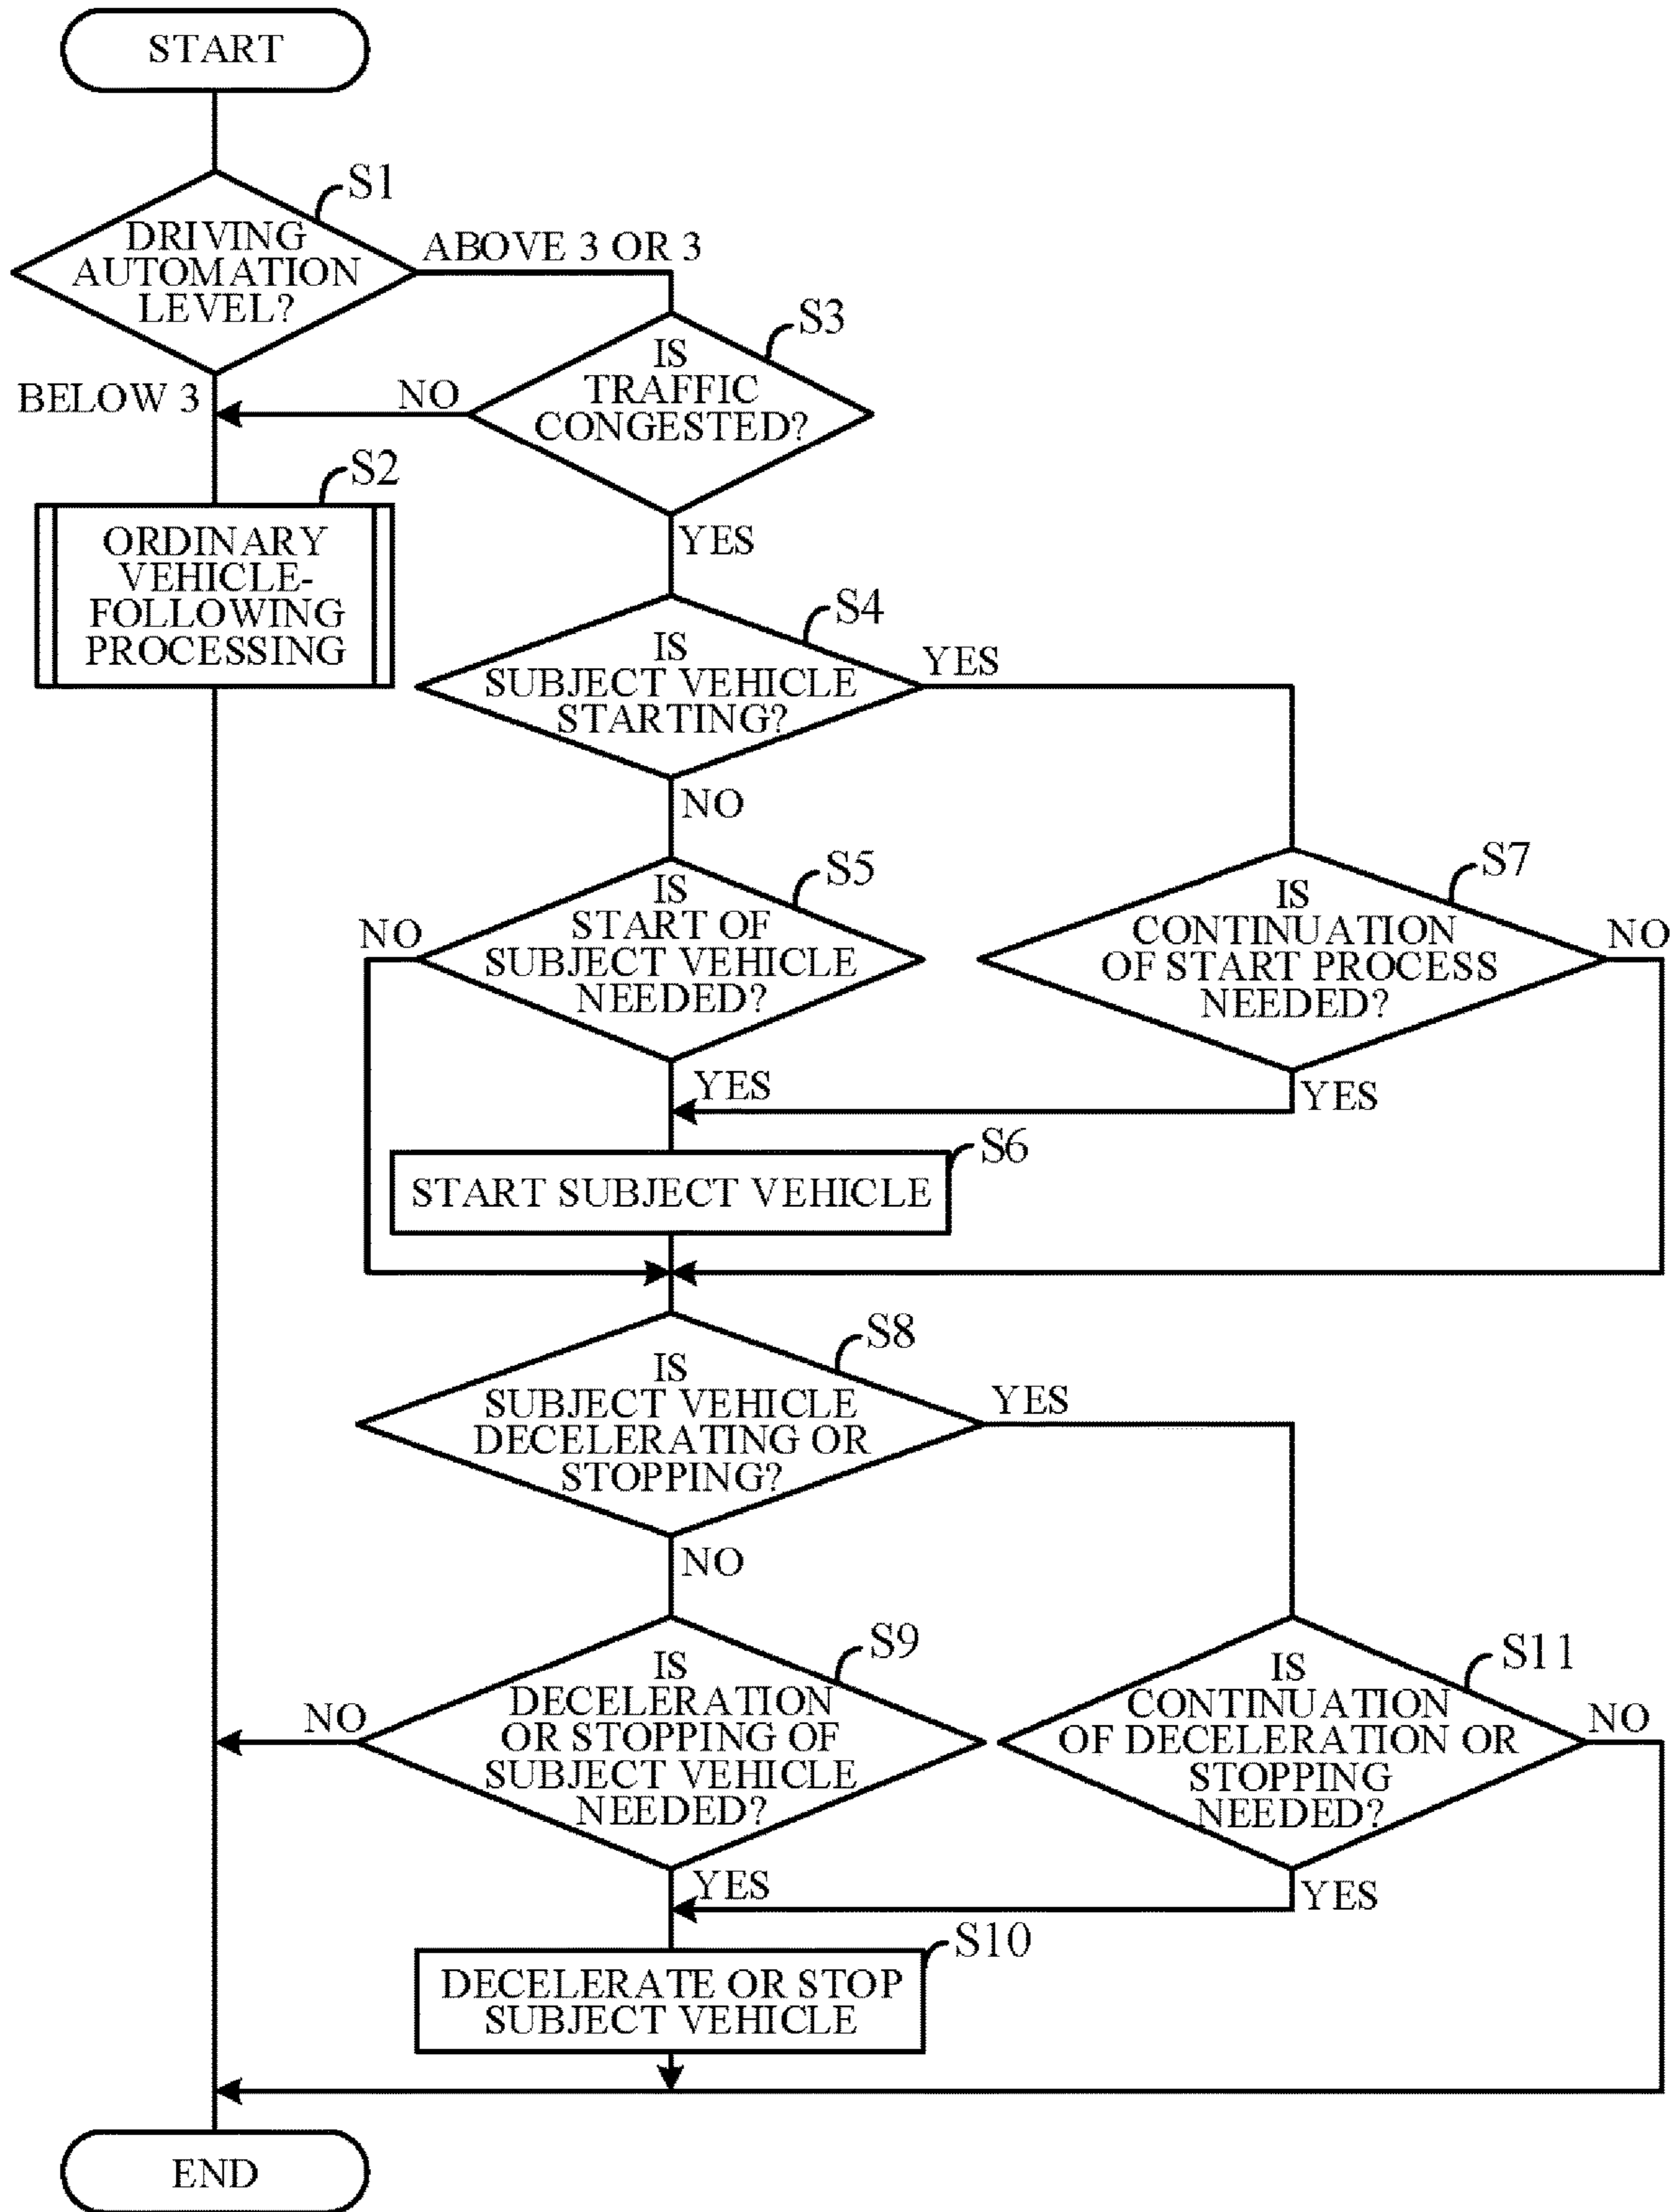 START
S1
DRIVING
AUTOMATION
LEVEL?
ABOVE 3 OR 3
BELOW 3
S3
IS
TRAFFIC
CONGESTED?
NO
YES
S2
ORDINARY
VEHICLE-
FOLLOWING
PROCESSING
S4
IS
SUBJECT VEHICLE
STARTING?
YES
NO
S5
IS
START OF
SUBJECT VEHICLE
NEEDED?
NO
YES
S7
IS
CONTINUATION
OF START PROCESS
NEEDED?
NO
YES
S6
START SUBJECT VEHICLE
S8
IS
SUBJECT VEHICLE
DECELERATING OR
STOPPING?
YES
NO
S9
IS
DECELERATION
OR STOPPING OF
SUBJECT VEHICLE
NEEDED?
NO
YES
S11
IS
CONTINUATION
OF DECELERATION OR
STOPPING
NEEDED?
NO
YES
S10
DECELERATE OR STOP
SUBJECT VEHICLE
END